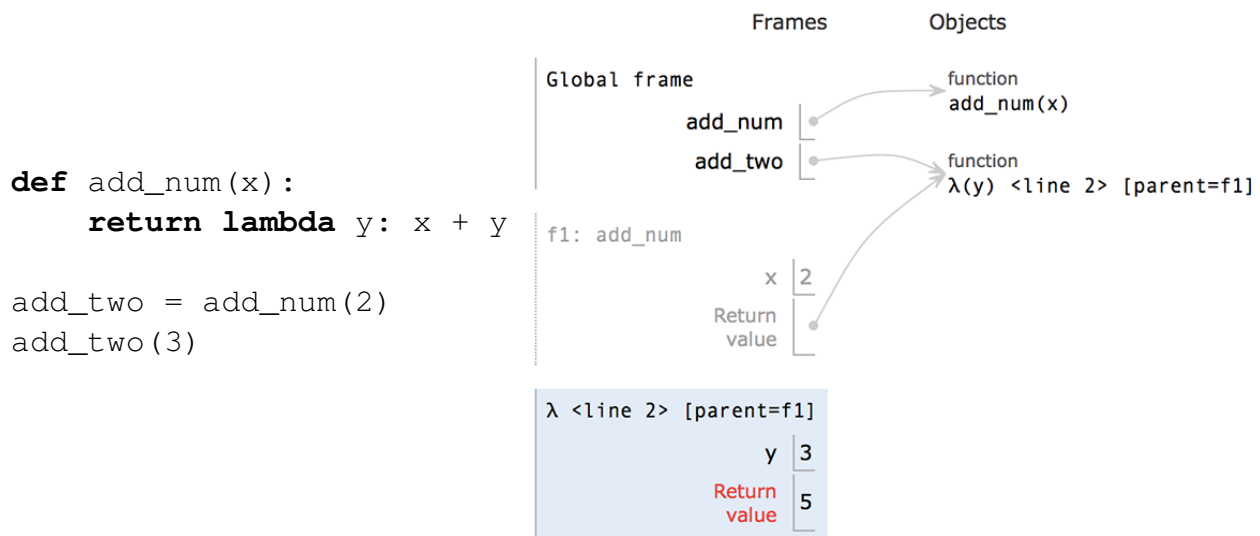 def add_num(x):
    return lambda y: x + y
add_two = add_num(2)
add_two(3)
Frames Objects
Global frame
add_num
add_two
function
add_num(x)
function
λ(y) <line 2> [parent=f1]
f1: add_num
x 2
Return
value
λ <line 2> [parent=f1]
y 3
Return
value 5